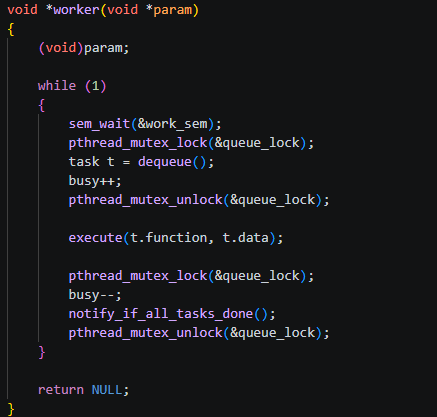 void *worker(void *param)
{
    (void)param;

    while (1)
    {
        sem_wait(&work_sem);
        pthread_mutex_lock(&queue_lock);
        task t = dequeue();
        busy++;
        pthread_mutex_unlock(&queue_lock);

        execute(t.function, t.data);

        pthread_mutex_lock(&queue_lock);
        busy--;
        notify_if_all_tasks_done();
        pthread_mutex_unlock(&queue_lock);
    }

    return NULL;
}